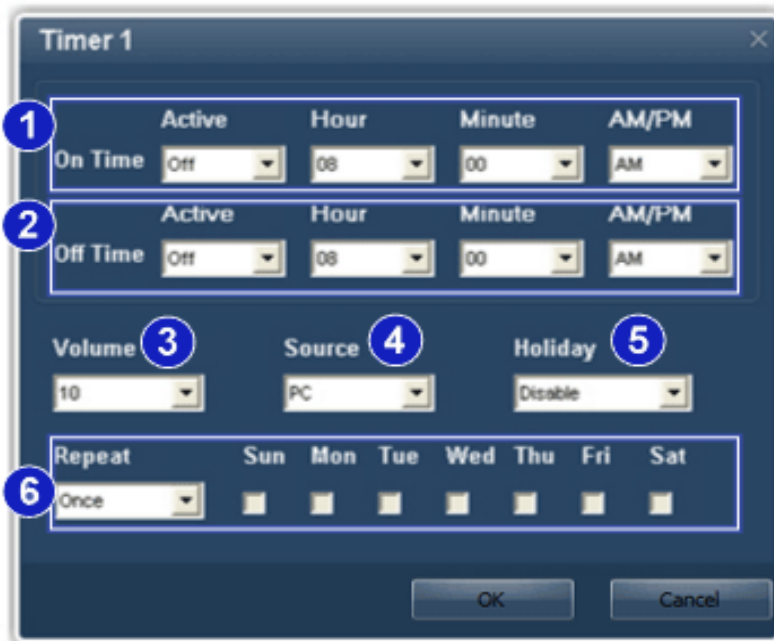 Timer 1
1
Active Hour Minute AM/PM
On Time Off 08 00 AM
2
Active Hour Minute AM/PM
Off Time Off 08 00 AM
Volume 3 Source 4 Holiday 5
10 PC Disable
Repeat Sun Mon Tue Wed Thu Fri Sat
6
Once
OK Cancel